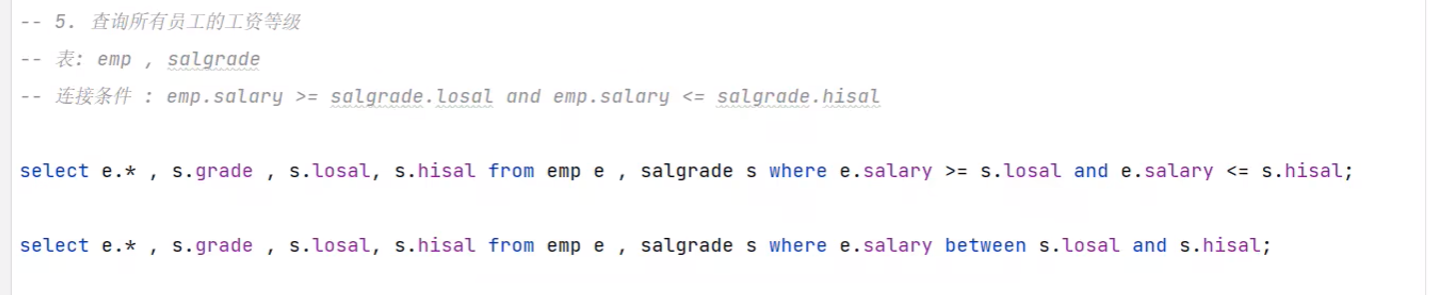 -- 5. 查询所有员工的工资等级
-- 表: emp , salgrade
-- 连接条件 : emp.salary >= salgrade.losal and emp.salary <= salgrade.hisal
select e.* , s.grade , s.losal, s.hisal from emp e , salgrade s where e.salary >= s.losal and e.salary <= s.hisal;
select e.* , s.grade , s.losal, s.hisal from emp e , salgrade s where e.salary between s.losal and s.hisal;